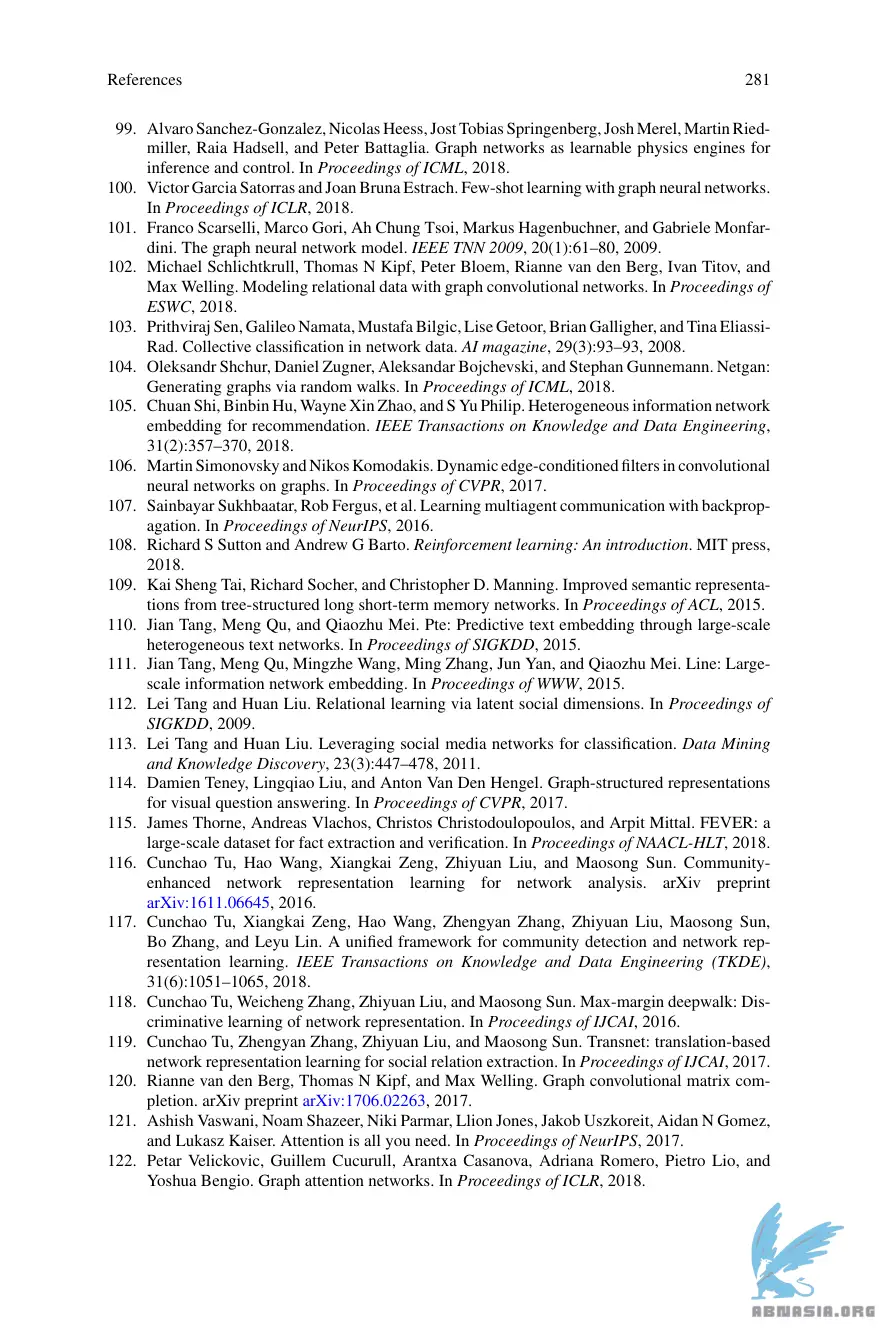 References 281
99. Alvaro Sanchez-Gonzalez, Nicolas Heess, Jost Tobias Springenberg, Josh Merel, Martin Ried-
miller, Raia Hadsell, and Peter Battaglia. Graph networks as learnable physics engines for
inference and control. In Proceedings of ICML, 2018.
100. Victor Garcia Satorras and Joan Bruna Estrach. Few-shot learning with graph neural networks.
In Proceedings of ICLR, 2018.
101. Franco Scarselli, Marco Gori, Ah Chung Tsoi, Markus Hagenbuchner, and Gabriele Monfar-
dini. The graph neural network model. IEEE TNN 2009, 20(1):61–80, 2009.
102. Michael Schlichtkrull, Thomas N Kipf, Peter Bloem, Rianne van den Berg, Ivan Titov, and
Max Welling. Modeling relational data with graph convolutional networks. In Proceedings of
ESWC, 2018.
103. Prithviraj Sen, Galileo Namata, Mustafa Bilgic, Lise Getoor, Brian Galligher, and Tina Eliassi-
Rad. Collective classification in network data. AI magazine, 29(3):93–93, 2008.
104. Oleksandr Shchur, Daniel Zugner, Aleksandar Bojchevski, and Stephan Gunnemann. Netgan:
Generating graphs via random walks. In Proceedings of ICML, 2018.
105. Chuan Shi, Binbin Hu, Wayne Xin Zhao, and S Yu Philip. Heterogeneous information network
embedding for recommendation. IEEE Transactions on Knowledge and Data Engineering,
31(2):357–370, 2018.
106. Martin Simonovsky and Nikos Komodakis. Dynamic edge-conditioned filters in convolutional
neural networks on graphs. In Proceedings of CVPR, 2017.
107. Sainbayar Sukhbaatar, Rob Fergus, et al. Learning multiagent communication with backprop-
agation. In Proceedings of NeurIPS, 2016.
108. Richard S Sutton and Andrew G Barto. Reinforcement learning: An introduction. MIT press,
2018.
109. Kai Sheng Tai, Richard Socher, and Christopher D. Manning. Improved semantic representa-
tions from tree-structured long short-term memory networks. In Proceedings of ACL, 2015.
110. Jian Tang, Meng Qu, and Qiaozhu Mei. Pte: Predictive text embedding through large-scale
heterogeneous text networks. In Proceedings of SIGKDD, 2015.
111. Jian Tang, Meng Qu, Mingzhe Wang, Ming Zhang, Jun Yan, and Qiaozhu Mei. Line: Large-
scale information network embedding. In Proceedings of WWW, 2015.
112. Lei Tang and Huan Liu. Relational learning via latent social dimensions. In Proceedings of
SIGKDD, 2009.
113. Lei Tang and Huan Liu. Leveraging social media networks for classification. Data Mining
and Knowledge Discovery, 23(3):447–478, 2011.
114. Damien Teney, Lingqiao Liu, and Anton Van Den Hengel. Graph-structured representations
for visual question answering. In Proceedings of CVPR, 2017.
115. James Thorne, Andreas Vlachos, Christos Christodoulopoulos, and Arpit Mittal. FEVER: a
large-scale dataset for fact extraction and verification. In Proceedings of NAACL-HLT, 2018.
116. Cunchao Tu, Hao Wang, Xiangkai Zeng, Zhiyuan Liu, and Maosong Sun. Community-
enhanced network representation learning for network analysis. arXiv preprint
arXiv:1611.06645, 2016.
117. Cunchao Tu, Xiangkai Zeng, Hao Wang, Zhengyan Zhang, Zhiyuan Liu, Maosong Sun,
Bo Zhang, and Leyu Lin. A unified framework for community detection and network rep-
resentation learning. IEEE Transactions on Knowledge and Data Engineering (TKDE),
31(6):1051–1065, 2018.
118. Cunchao Tu, Weicheng Zhang, Zhiyuan Liu, and Maosong Sun. Max-margin deepwalk: Dis-
criminative learning of network representation. In Proceedings of IJCAI, 2016.
119. Cunchao Tu, Zhengyan Zhang, Zhiyuan Liu, and Maosong Sun. Transnet: translation-based
network representation learning for social relation extraction. In Proceedings of IJCAI, 2017.
120. Rianne van den Berg, Thomas N Kipf, and Max Welling. Graph convolutional matrix com-
pletion. arXiv preprint arXiv:1706.02263, 2017.
121. Ashish Vaswani, Noam Shazeer, Niki Parmar, Llion Jones, Jakob Uszkoreit, Aidan N Gomez,
and Lukasz Kaiser. Attention is all you need. In Proceedings of NeurIPS, 2017.
122. Petar Velickovic, Guillem Cucurull, Arantxa Casanova, Adriana Romero, Pietro Lio, and
Yoshua Bengio. Graph attention networks. In Proceedings of ICLR, 2018.
ABNASIA.ORG